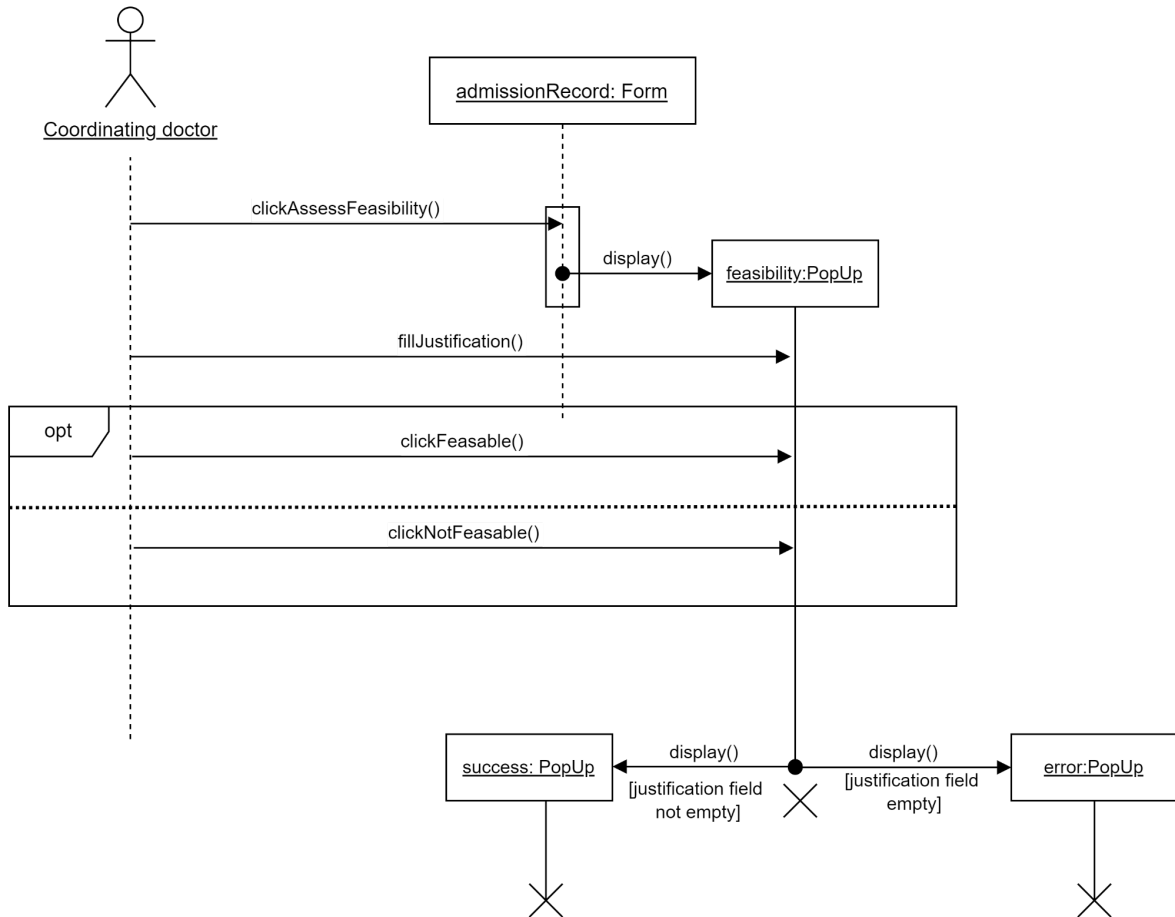 admissionRecord: Form
Coordinating doctor
clickAssessFeasibility()
display()
feasibility:PopUp
fillJustification()
opt
clickFeasable()
clickNotFeasable()
success: PopUp
display()
[justification field
not empty]
display()
[justification field
empty]
error:PopUp